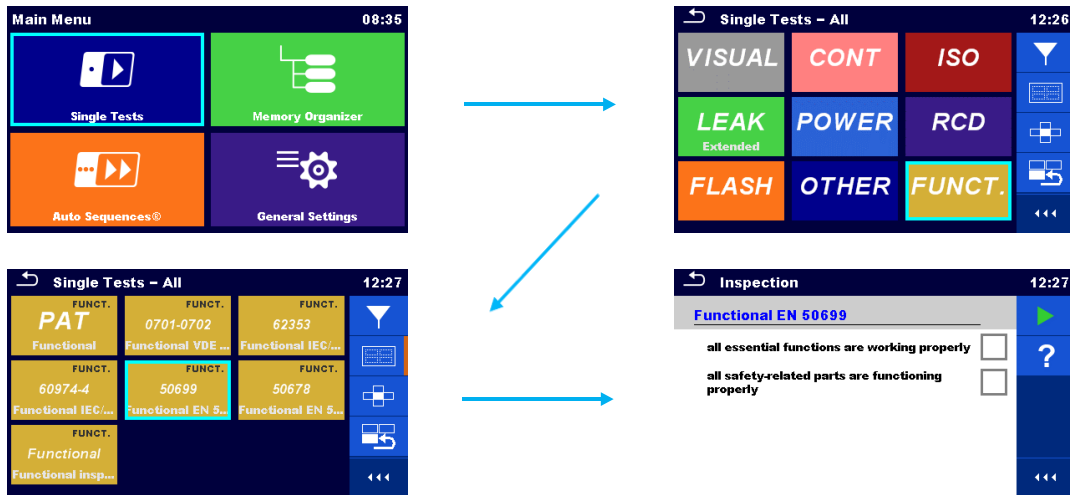 Main Menu 08:35
Single Tests
Memory Organizer
Auto Sequences®
General Settings
Single Tests – All 12:26
VISUAL CONT ISO
LEAK POWER RCD
Extended
FLASH OTHER FUNCT.
Single Tests – All 12:27
FUNCT. FUNCT. FUNCT.
PAT 0701-0702 62353
Functional Functional VDE ... Functional IEC/...
FUNCT. FUNCT. FUNCT.
60974-4 50699 50678
Functional IEC/... Functional EN 5... Functional EN 5...
FUNCT.
Functional
Functional insp...
Inspection 12:27
Functional EN 50699
all essential functions are working properly
all safety-related parts are functioning
properly
?